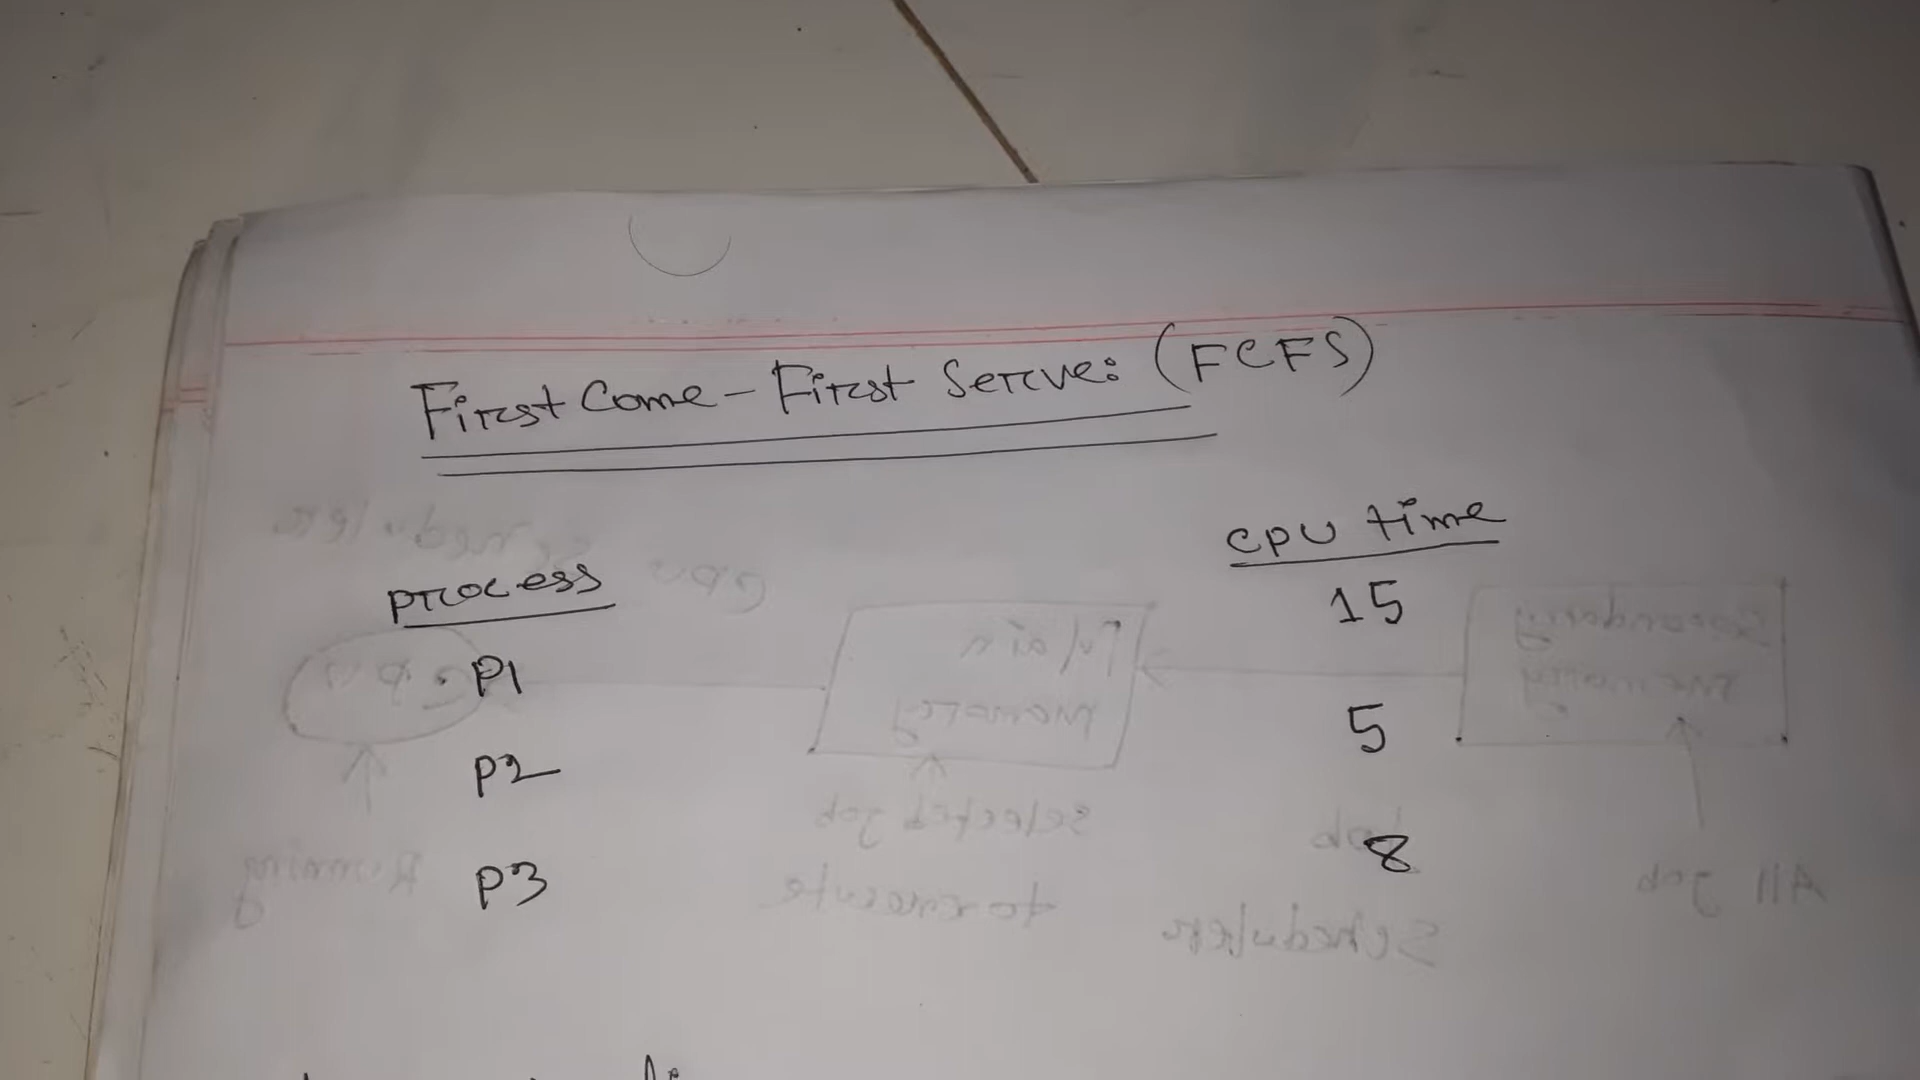 First Come - First Serve: (FCFS)
process CPU time
P1 15
P2 5
P3 8